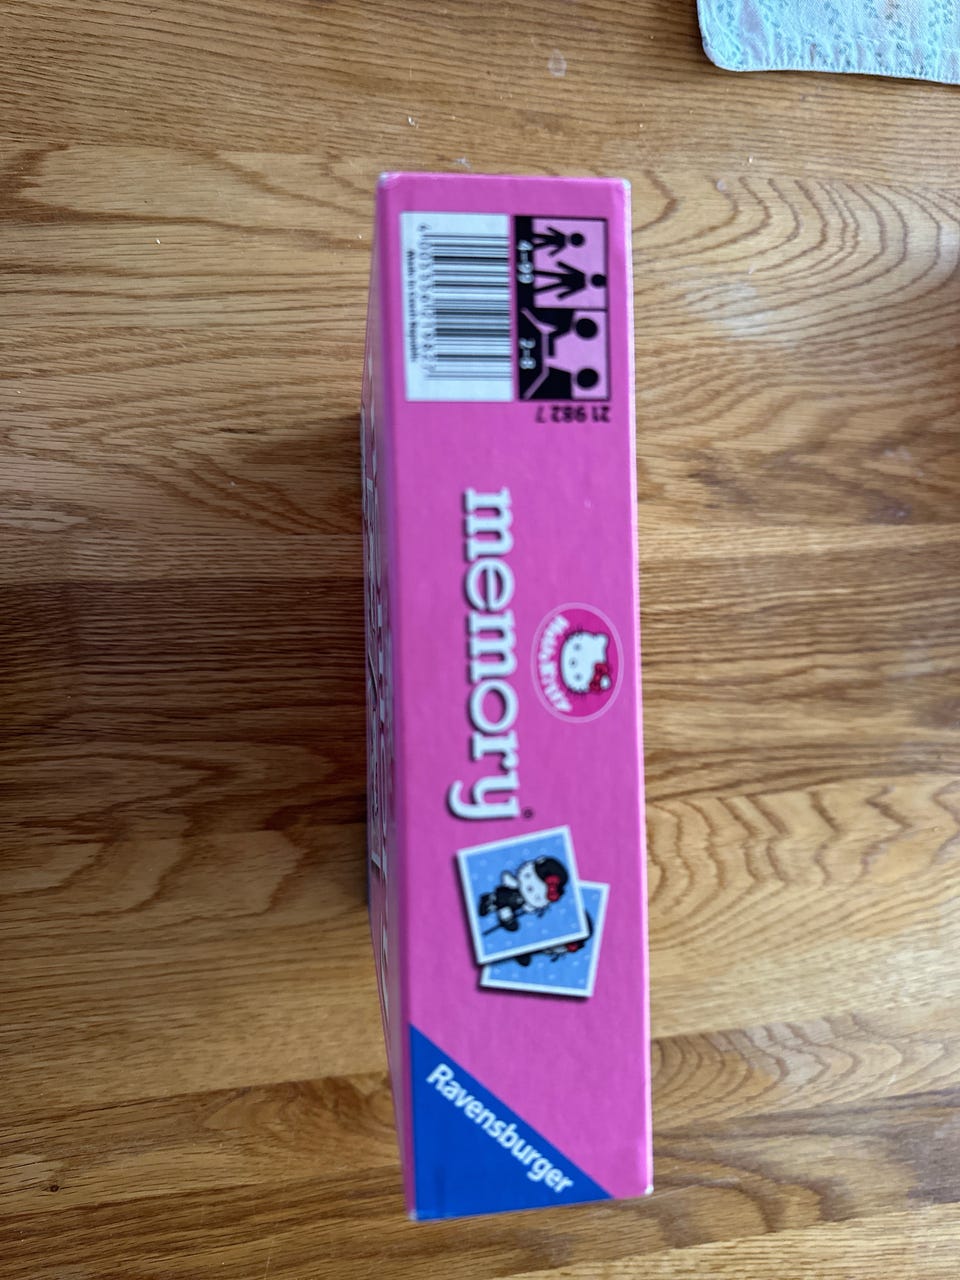 4–99
2–8
21 982 7
Made in Czech Republic
Hello Kitty
memory®
Ravensburger